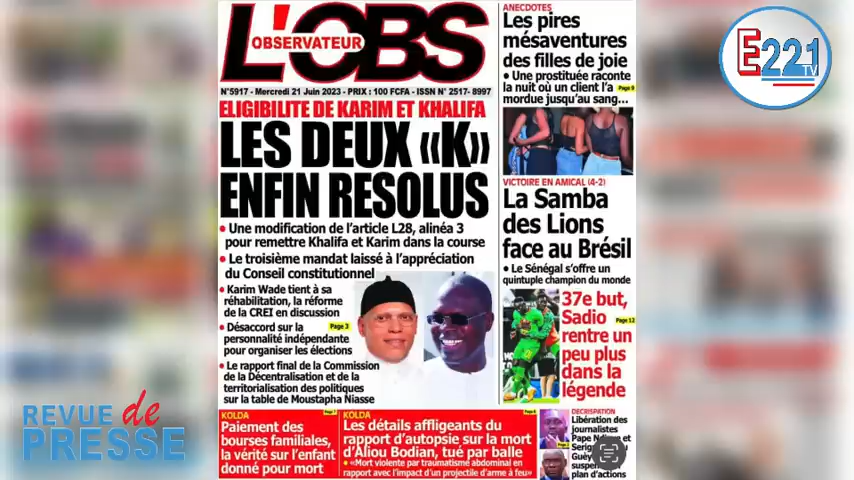 L'OBS
OBSERVATEUR
N°5917 - Mercredi 21 Juin 2023 - PRIX : 100 FCFA - ISSN N° 2517- 8997
ELIGIBILITE DE KARIM ET KHALIFA
LES DEUX «K»
ENFIN RESOLUS
• Une modification de l'article L28, alinéa 3
pour remettre Khalifa et Karim dans la course
• Le troisième mandat laissé à l'appréciation
du Conseil constitutionnel
• Karim Wade tient à sa
réhabilitation, la réforme
de la CREI en discussion
• Désaccord sur la
personnalité indépendante
pour organiser les élections
Page 3
• Le rapport final de la Commission
de la Décentralisation et de la
territorialisation des politiques
sur la table de Moustapha Niasse
ANECDOTES
Les pires
mésaventures
des filles de joie
• Une prostituée raconte
la nuit où un client l'a
mordue jusqu'au sang...
Page 9
VICTOIRE EN AMICAL (4-2)
La Samba
des Lions
face au Brésil
• Le Sénégal s'offre un
quintuple champion du monde
37e but,
Sadio
rentre un
peu plus
dans la
légende
Page 12
KOLDA
Paiement des
bourses familiales,
la vérité sur l'enfant
donné pour mort
KOLDA
Les détails affligeants du
rapport d'autopsie sur la mort
d'Aliou Bodian, tué par balle
• «Mort violente par traumatisme abdominal en
rapport avec l'impact d'un projectile d'arme à feu»
DECRISPATION
Libération des
journalistes
Pape
Serig
Guèy
suspen
plan d'actions
E221
TV
REVUE de
PRESSE